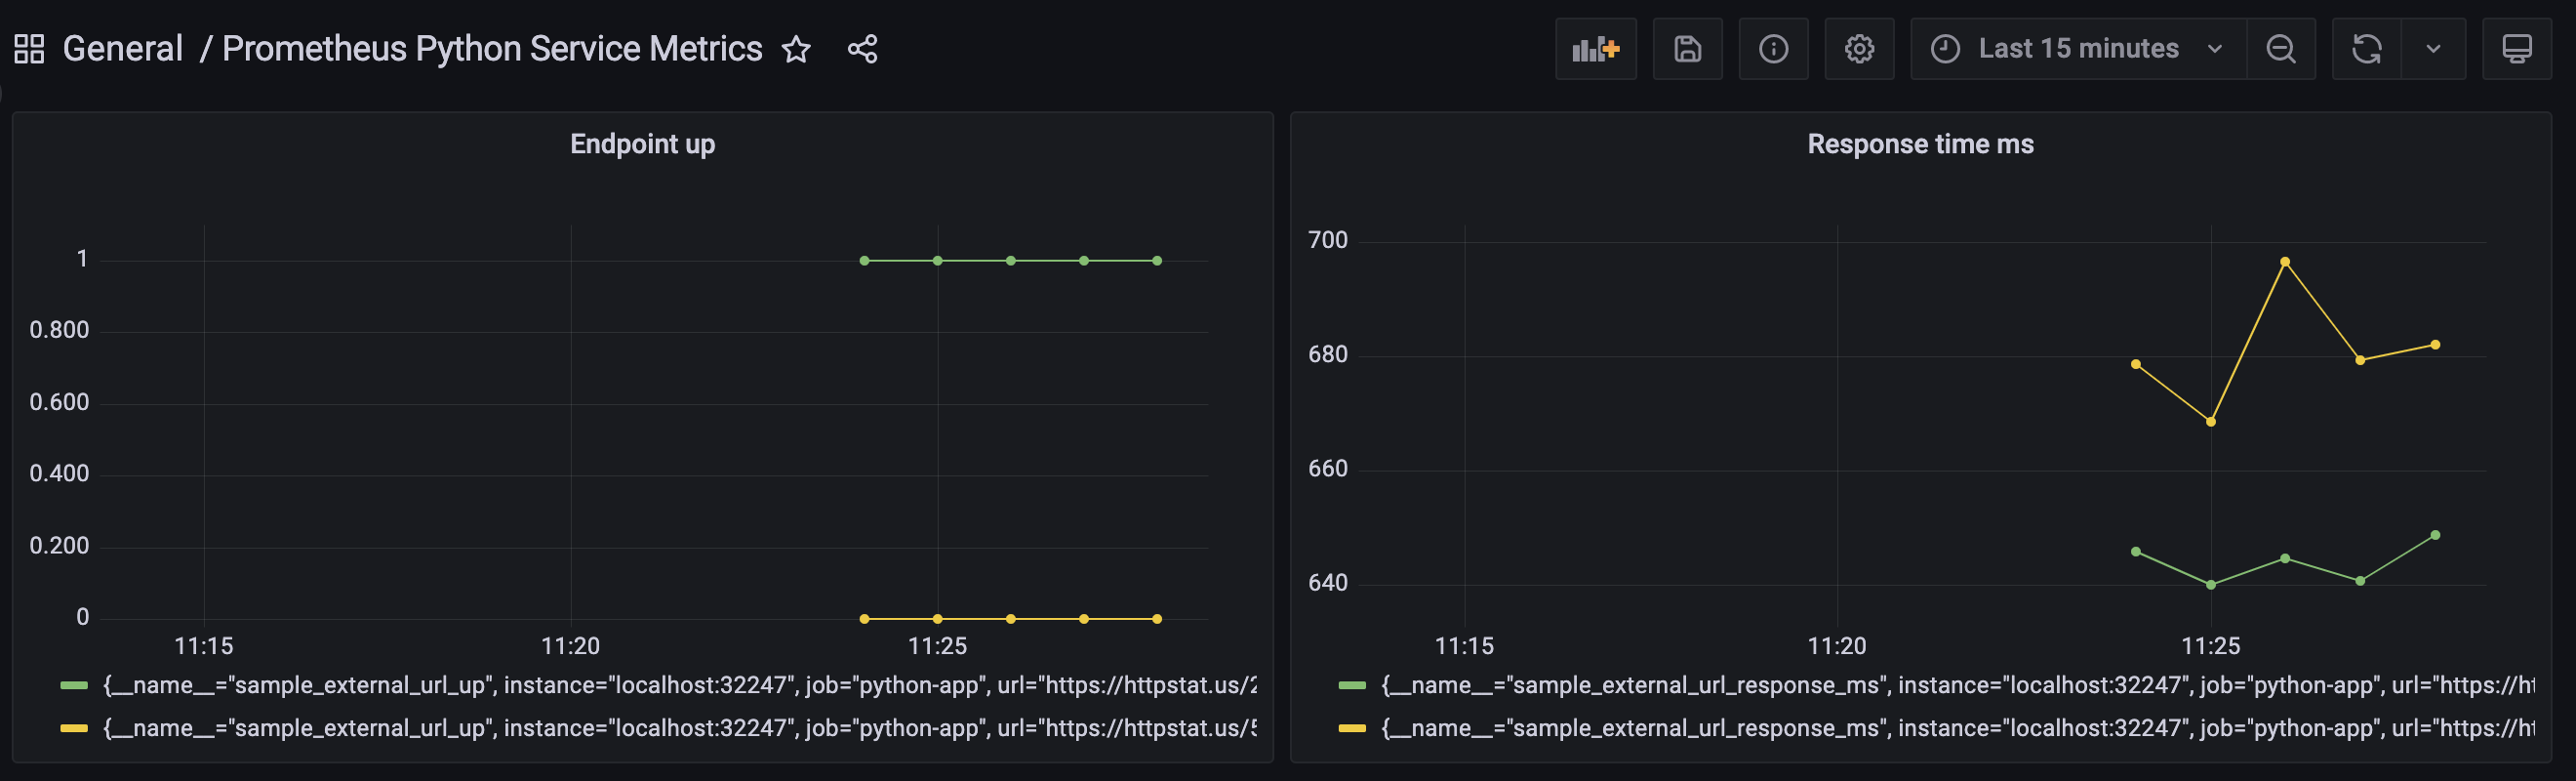 General / Prometheus Python Service Metrics
Last 15 minutes
Endpoint up
1
0.800
0.600
0.400
0.200
0
11:15 11:20 11:25
{__name__="sample_external_url_up", instance="localhost:32247", job="python-app", url="https://httpstat.us/2
{__name__="sample_external_url_up", instance="localhost:32247", job="python-app", url="https://httpstat.us/5
Response time ms
700
680
660
640
11:15 11:20 11:25
{__name__="sample_external_url_response_ms", instance="localhost:32247", job="python-app", url="https://ht
{__name__="sample_external_url_response_ms", instance="localhost:32247", job="python-app", url="https://ht